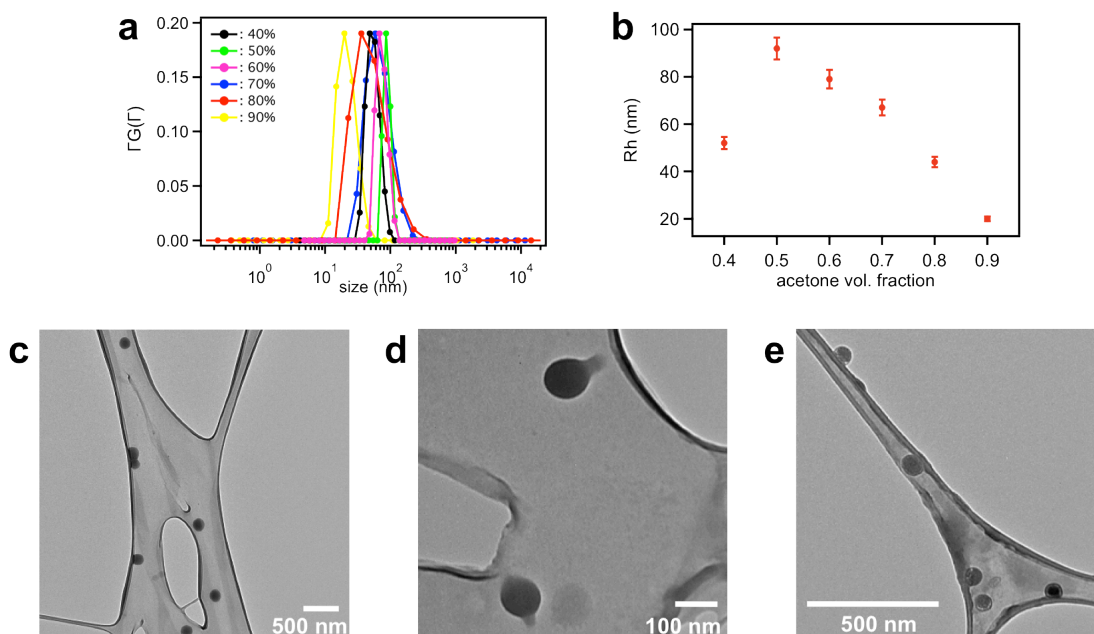 a
ΓG(Γ)
0.20
0.15
0.10
0.05
0.00
: 40%
: 50%
: 60%
: 70%
: 80%
: 90%
10⁰ 10¹ 10² 10³ 10⁴
size (nm)
b
Rh (nm)
100
80
60
40
20
0.4 0.5 0.6 0.7 0.8 0.9
acetone vol. fraction
c
500 nm
d
100 nm
e
500 nm